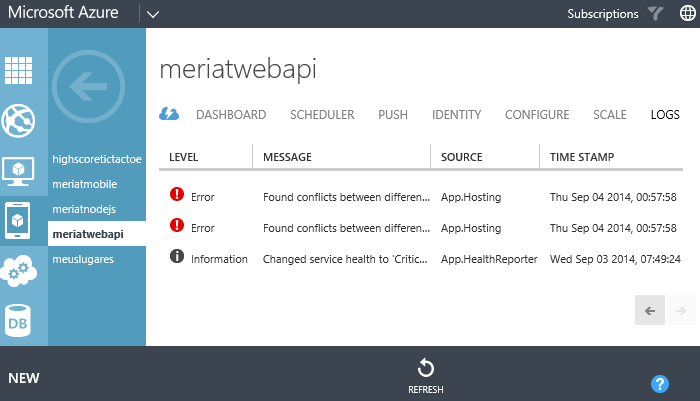 Microsoft Azure
Subscriptions
meriatwebapi
DASHBOARD SCHEDULER PUSH IDENTITY CONFIGURE SCALE LOGS
highscoretictactoe
meriatmobile
meriatnodejs
meriatwebapi
meuslugares
LEVEL MESSAGE SOURCE TIME STAMP
Error Found conflicts between differen... App.Hosting Thu Sep 04 2014, 00:57:58
Error Found conflicts between differen... App.Hosting Thu Sep 04 2014, 00:57:58
Information Changed service health to 'Critic... App.HealthReporter Wed Sep 03 2014, 07:49:24
DB
NEW
REFRESH
?